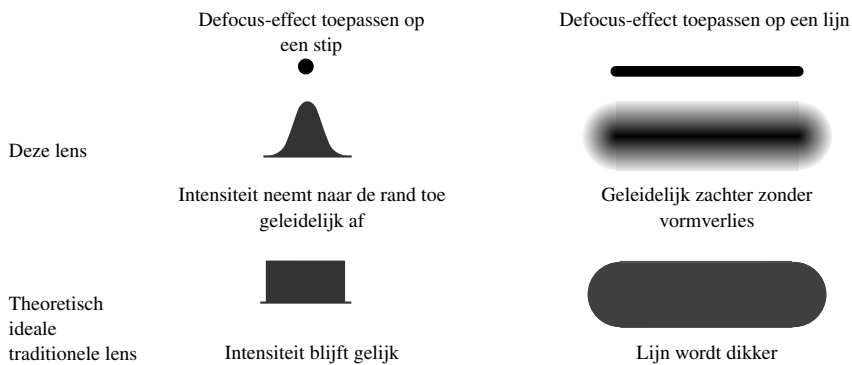 Defocus-effect toepassen op
een stip
Defocus-effect toepassen op een lijn
Deze lens
Intensiteit neemt naar de rand toe
geleidelijk af
Geleidelijk zachter zonder
vormverlies
Theoretisch
ideale
traditionele lens
Intensiteit blijft gelijk
Lijn wordt dikker